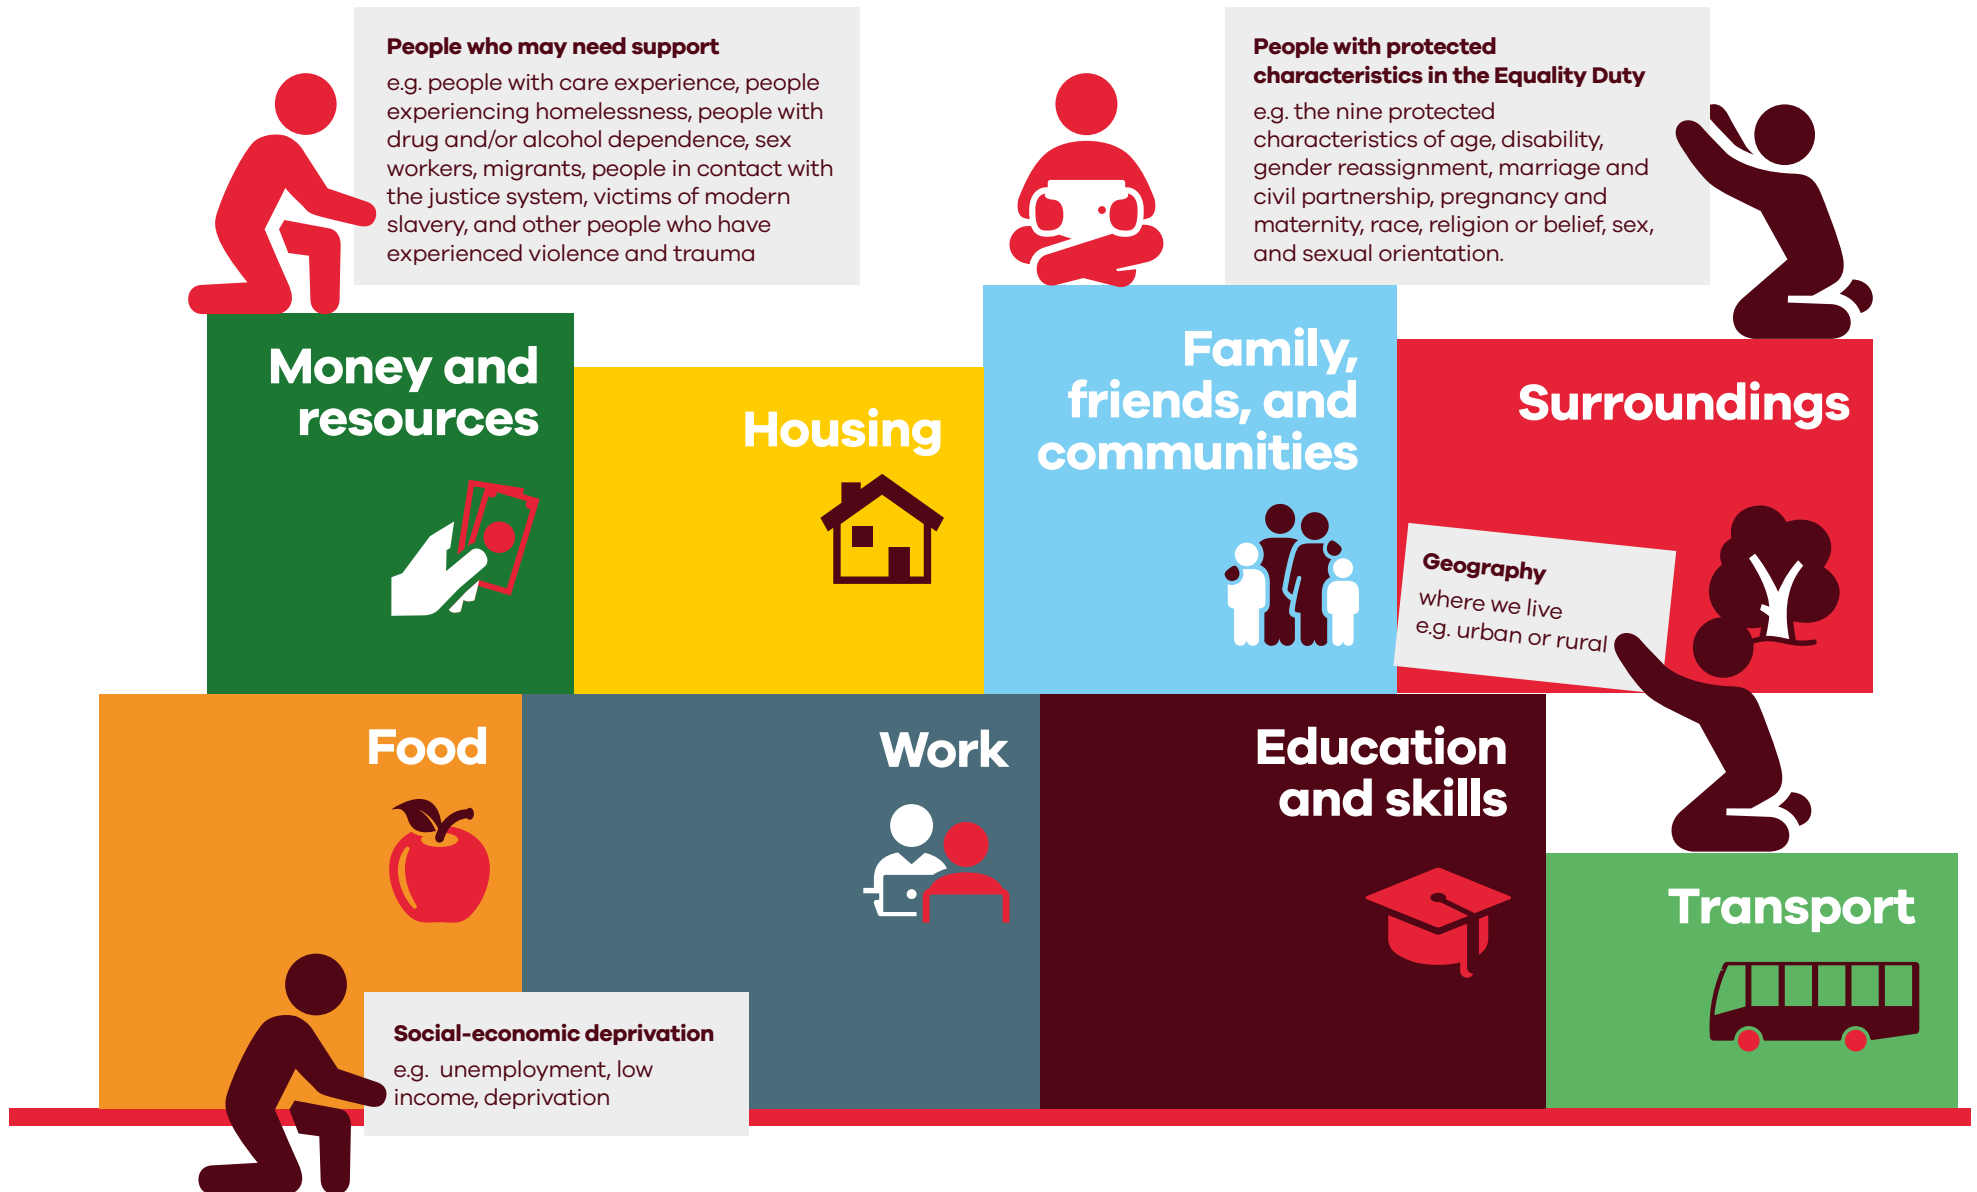 People who may need support
e.g. people with care experience, people
experiencing homelessness, people with
drug and/or alcohol dependence, sex
workers, migrants, people in contact with
the justice system, victims of modern
slavery, and other people who have
experienced violence and trauma
People with protected
characteristics in the Equality Duty
e.g. the nine protected
characteristics of age, disability,
gender reassignment, marriage and
civil partnership, pregnancy and
maternity, race, religion or belief, sex,
and sexual orientation.
Money and
resources
Housing
Family,
friends, and
communities
Surroundings
Geography
where we live
e.g. urban or rural
Food
Work
Education
and skills
Transport
Social-economic deprivation
e.g. unemployment, low
income, deprivation